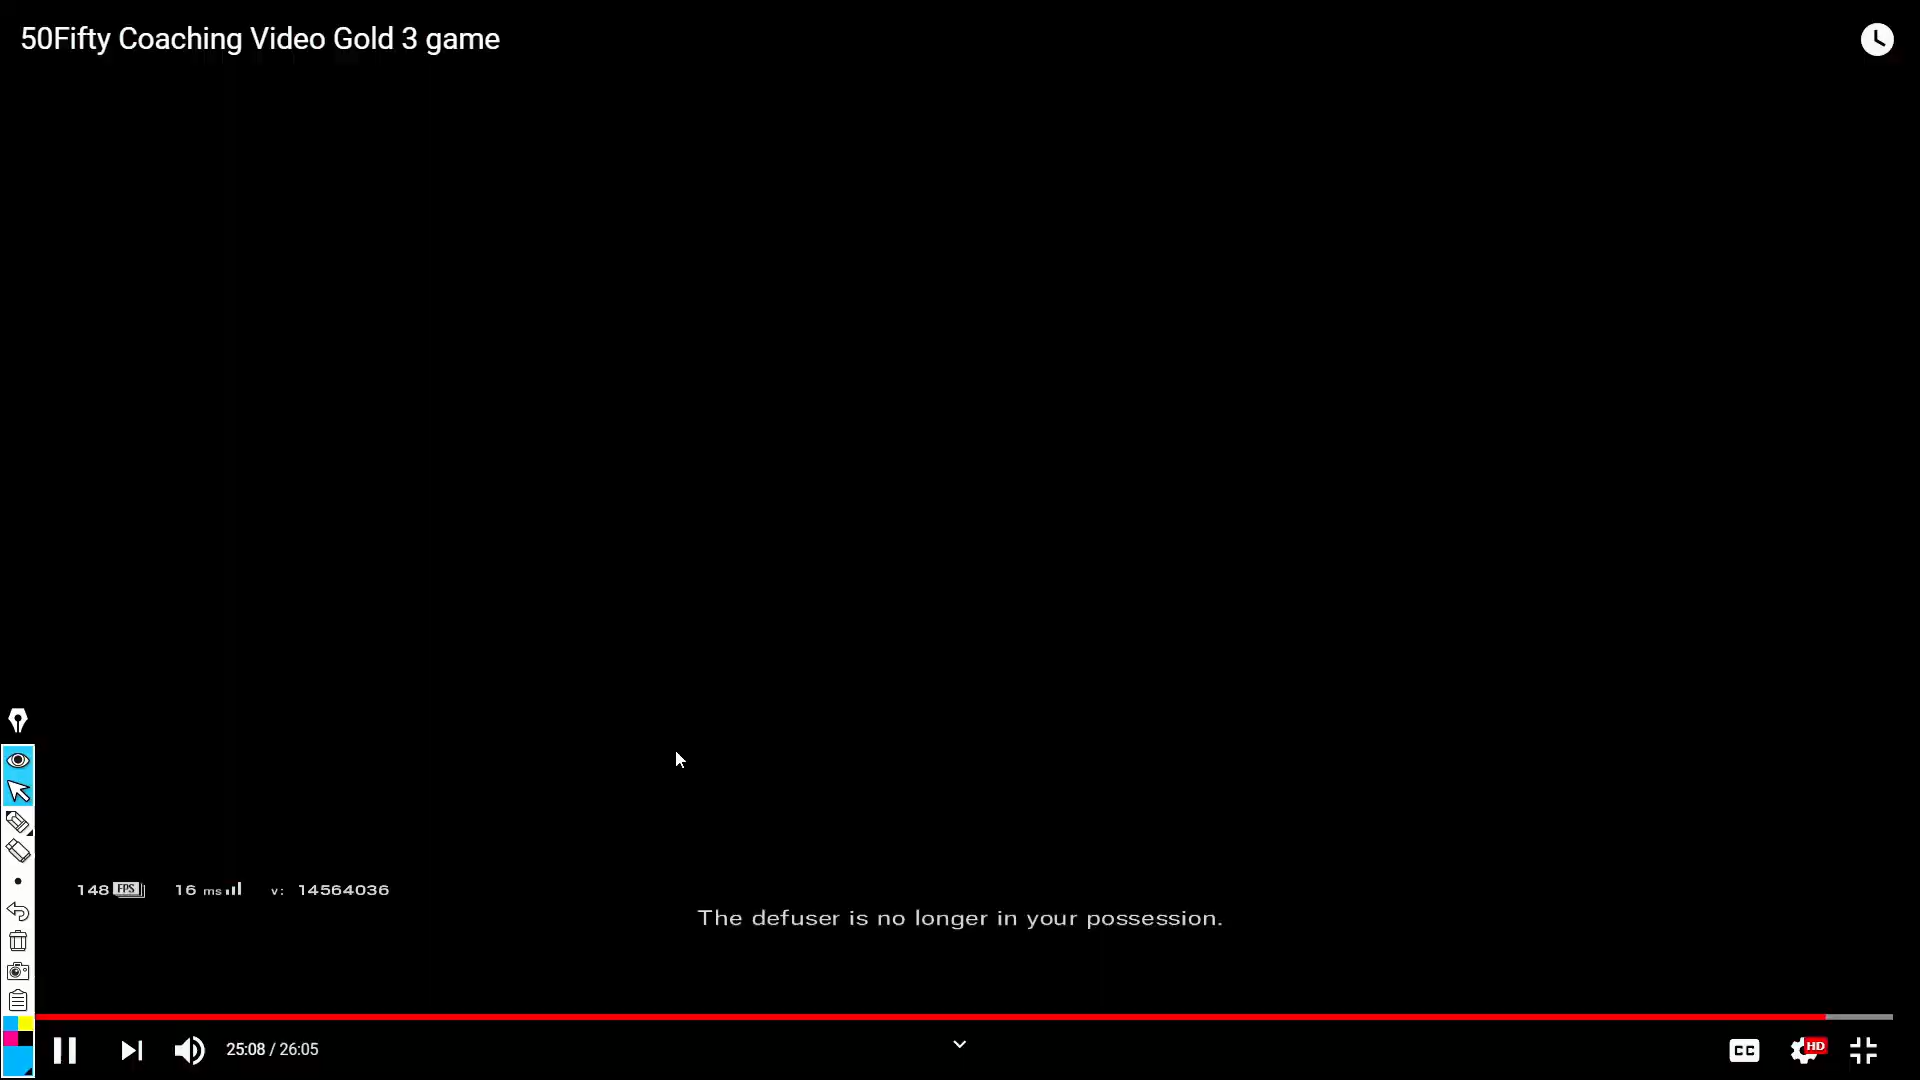 50Fifty Coaching Video Gold 3 game
148 FPS 16 ms v: 14564036
The defuser is no longer in your possession.
25:08 / 26:05
CC
HD